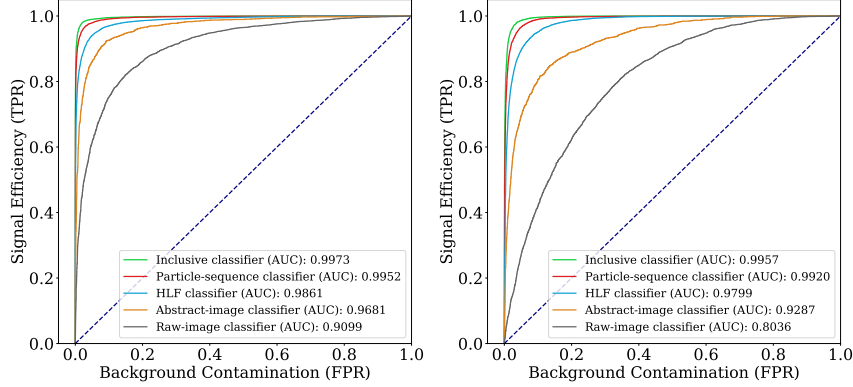 1.0
0.8
0.6
0.4
0.2
0.0
Signal Efficiency (TPR)
Inclusive classifier (AUC): 0.9973
Particle-sequence classifier (AUC): 0.9952
HLF classifier (AUC): 0.9861
Abstract-image classifier (AUC): 0.9681
Raw-image classifier (AUC): 0.9099
0.0 0.2 0.4 0.6 0.8 1.0
Background Contamination (FPR)
1.0
0.8
0.6
0.4
0.2
0.0
Signal Efficiency (TPR)
Inclusive classifier (AUC): 0.9957
Particle-sequence classifier (AUC): 0.9920
HLF classifier (AUC): 0.9799
Abstract-image classifier (AUC): 0.9287
Raw-image classifier (AUC): 0.8036
0.0 0.2 0.4 0.6 0.8 1.0
Background Contamination (FPR)